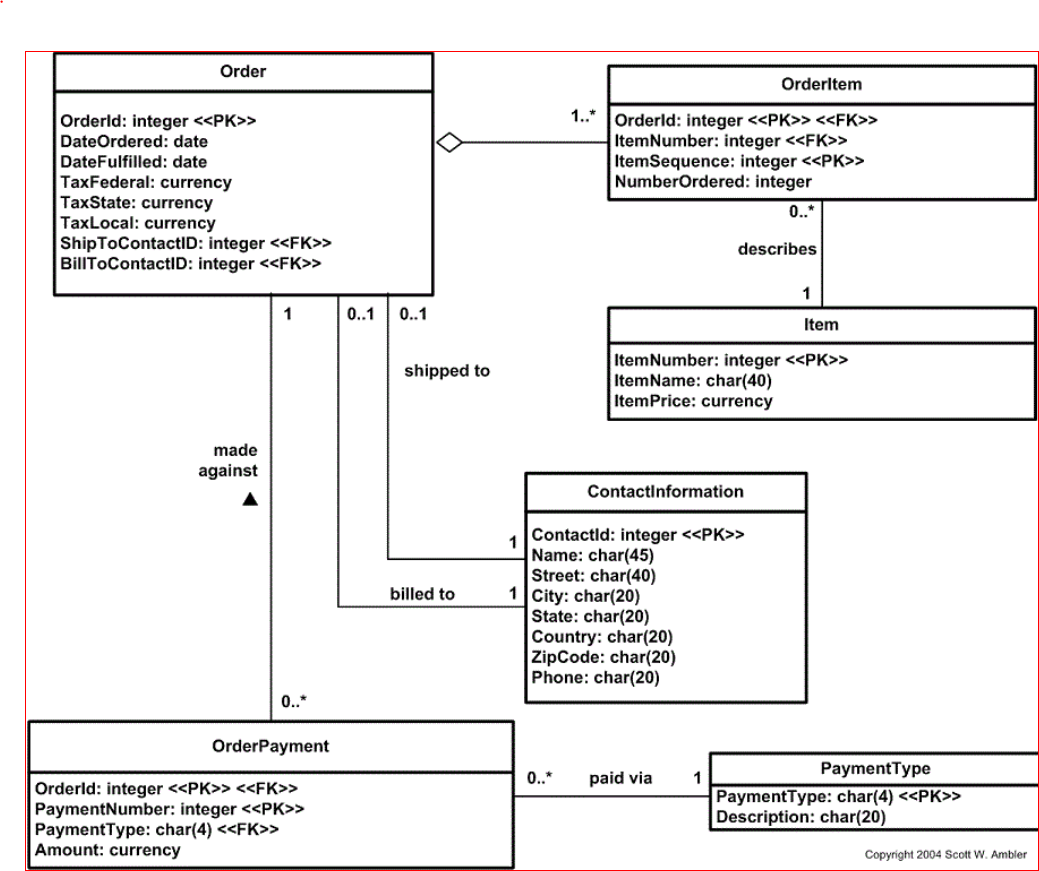 Order
OrderId: integer <<PK>>
DateOrdered: date
DateFulfilled: date
TaxFederal: currency
TaxState: currency
TaxLocal: currency
ShipToContactID: integer <<FK>>
BillToContactID: integer <<FK>>
1..*
OrderItem
OrderId: integer <<PK>> <<FK>>
ItemNumber: integer <<FK>>
ItemSequence: integer <<PK>>
NumberOrdered: integer
0..*
describes
1
Item
ItemNumber: integer <<PK>>
ItemName: char(40)
ItemPrice: currency
1
0..1
0..1
shipped to
made
against
1
billed to
1
ContactInformation
ContactId: integer <<PK>>
Name: char(45)
Street: char(40)
City: char(20)
State: char(20)
Country: char(20)
ZipCode: char(20)
Phone: char(20)
0..*
OrderPayment
OrderId: integer <<PK>> <<FK>>
PaymentNumber: integer <<PK>>
PaymentType: char(4) <<FK>>
Amount: currency
0..*
paid via
1
PaymentType
PaymentType: char(4) <<PK>>
Description: char(20)
Copyright 2004 Scott W. Ambler